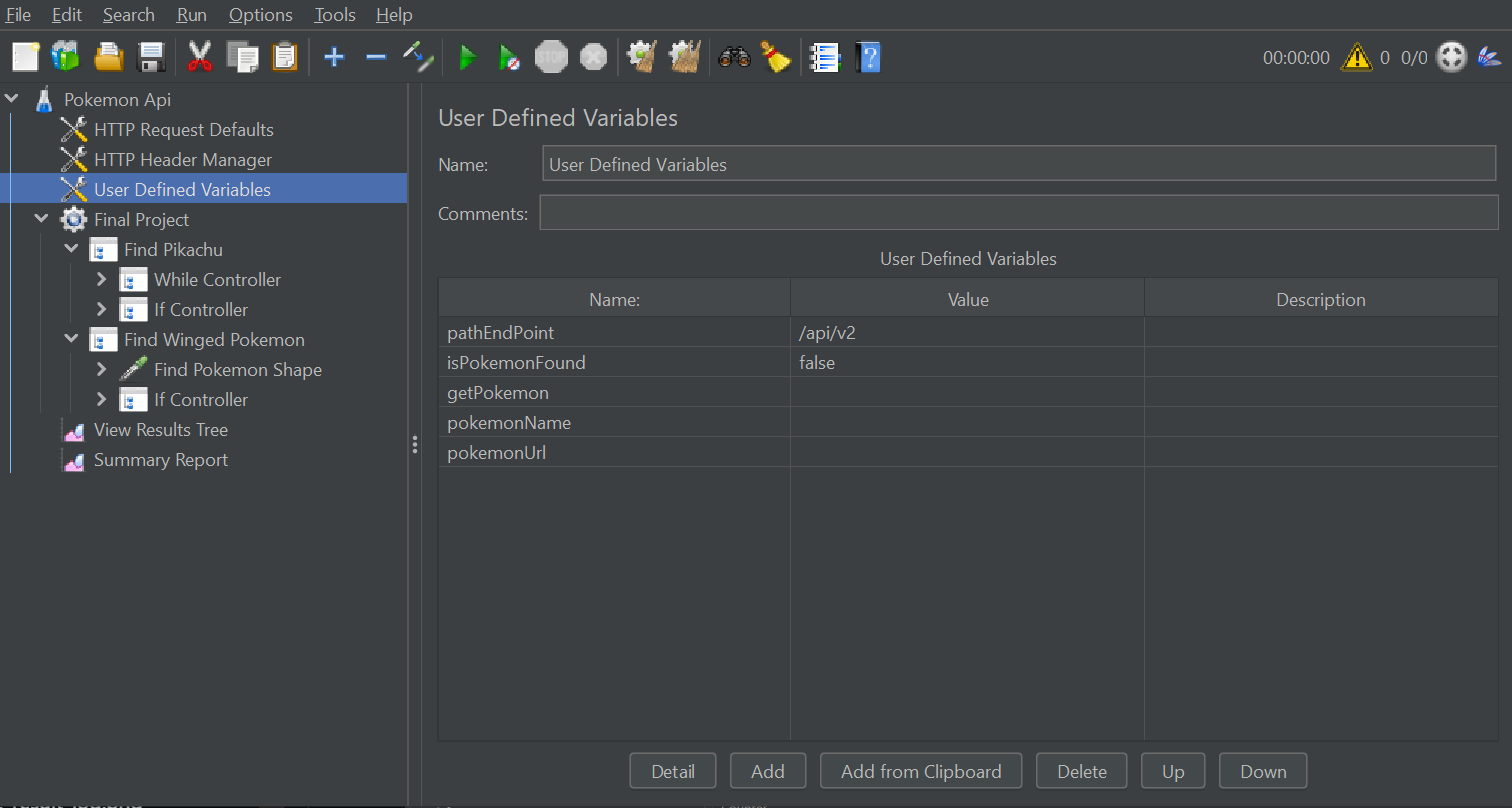 File Edit Search Run Options Tools Help
STOP 00:00:00 0 0/0
Pokemon Api
HTTP Request Defaults
HTTP Header Manager
User Defined Variables
Final Project
Find Pikachu
While Controller
If Controller
Find Winged Pokemon
Find Pokemon Shape
If Controller
View Results Tree
Summary Report
User Defined Variables
Name: User Defined Variables
Comments:
User Defined Variables
Name: Value Description
pathEndPoint /api/v2
isPokemonFound false
getPokemon
pokemonName
pokemonUrl
Detail Add Add from Clipboard Delete Up Down